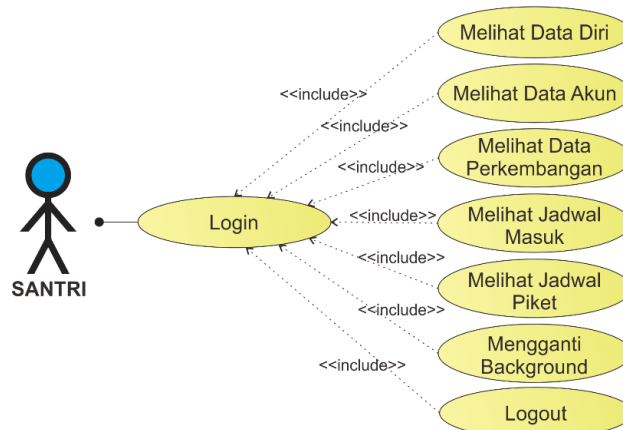 Melihat Data Diri
<<include>>
Melihat Data Akun
<<include>>
Melihat Data
Perkembangan
<<include>>
Login
<<include>>
Melihat Jadwal
Masuk
SANTRI
<<include>>
Melihat Jadwal
Piket
<<include>>
Mengganti
Background
<<include>>
Logout